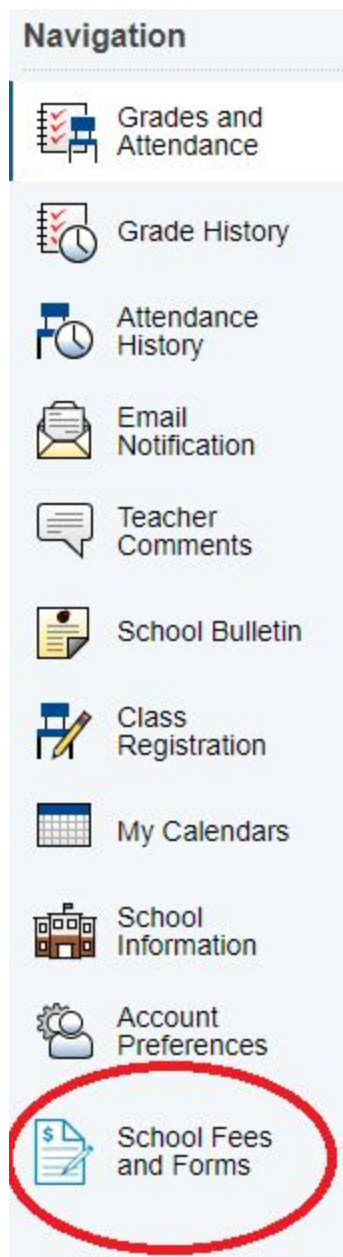 Navigation
Grades and
Attendance
Grade History
Attendance
History
Email
Notification
Teacher
Comments
School Bulletin
Class
Registration
My Calendars
School
Information
Account
Preferences
$
School Fees
and Forms